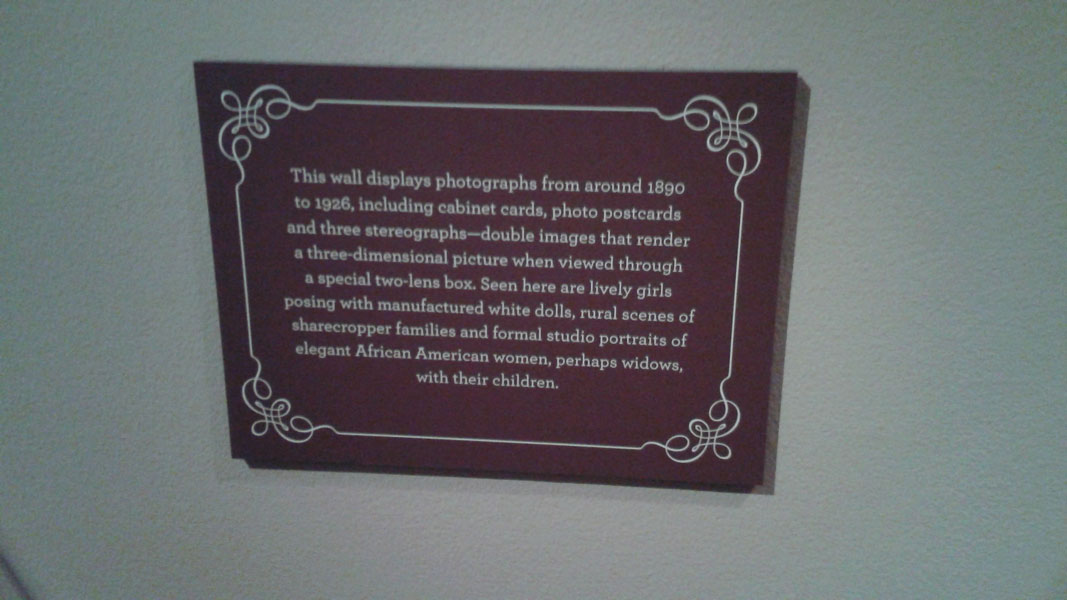 This wall displays photographs from around 1890
to 1926, including cabinet cards, photo postcards
and three stereographs—double images that render
a three-dimensional picture when viewed through
a special two-lens box. Seen here are lively girls
posing with manufactured white dolls, rural scenes of
sharecropper families and formal studio portraits of
elegant African American women, perhaps widows,
with their children.